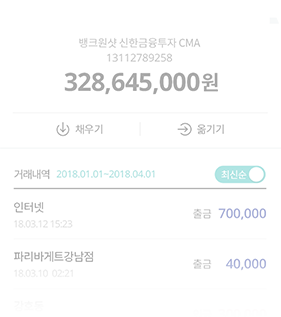 뱅크원샷 신한금융투자 CMA
13112789258
328,645,000원
채우기 옮기기
거래내역 2018.01.01~2018.04.01 최신순
인터넷
출금 700,000
18.03.12 15:23
파리바게트강남점
출금 40,000
18.03.10 02:21